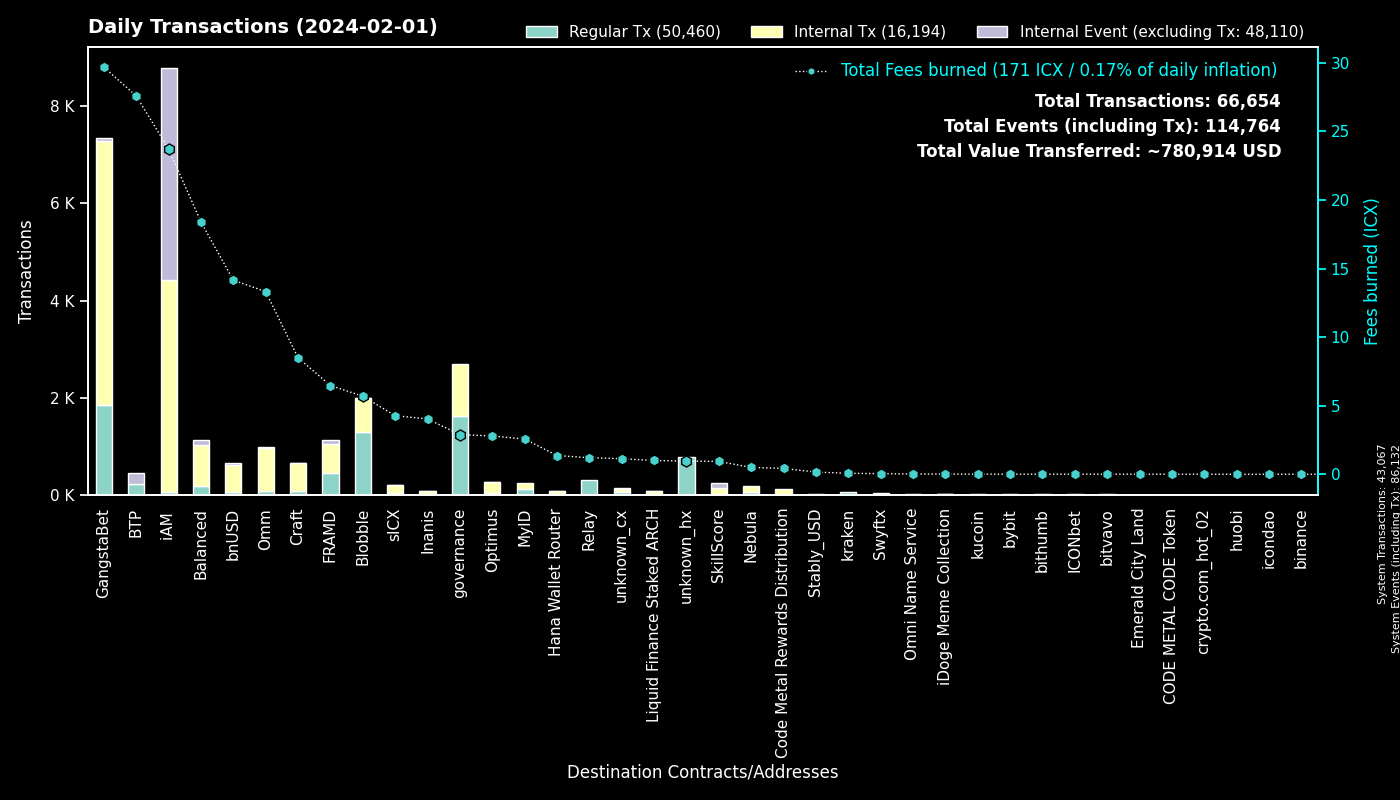 Daily Transactions (2024-02-01)
Regular Tx (50,460)
Internal Tx (16,194)
Internal Event (excluding Tx: 48,110)
Total Fees burned (171 ICX / 0.17% of daily inflation)
Total Transactions: 66,654
Total Events (including Tx): 114,764
Total Value Transferred: ~780,914 USD
Transactions
8 K
6 K
4 K
2 K
0 K
30
25
20
15
10
5
0
Fees burned (ICX)
GangstaBet
BTP
iAM
Balanced
bnUSD
Omm
Craft
FRAMD
Blobble
sICX
Inanis
governance
Optimus
MyID
Hana Wallet Router
Relay
unknown_cx
Liquid Finance Staked ARCH
unknown_hx
SkillScore
Nebula
Code Metal Rewards Distribution
Stably_USD
kraken
Swyftx
Omni Name Service
iDoge Meme Collection
kucoin
bybit
bithumb
ICONbet
bitvavo
Emerald City Land
CODE METAL CODE Token
crypto.com_hot_02
huobi
icondao
binance
Destination Contracts/Addresses
System Transactions: 43,067
System Events (including Tx): 86,132